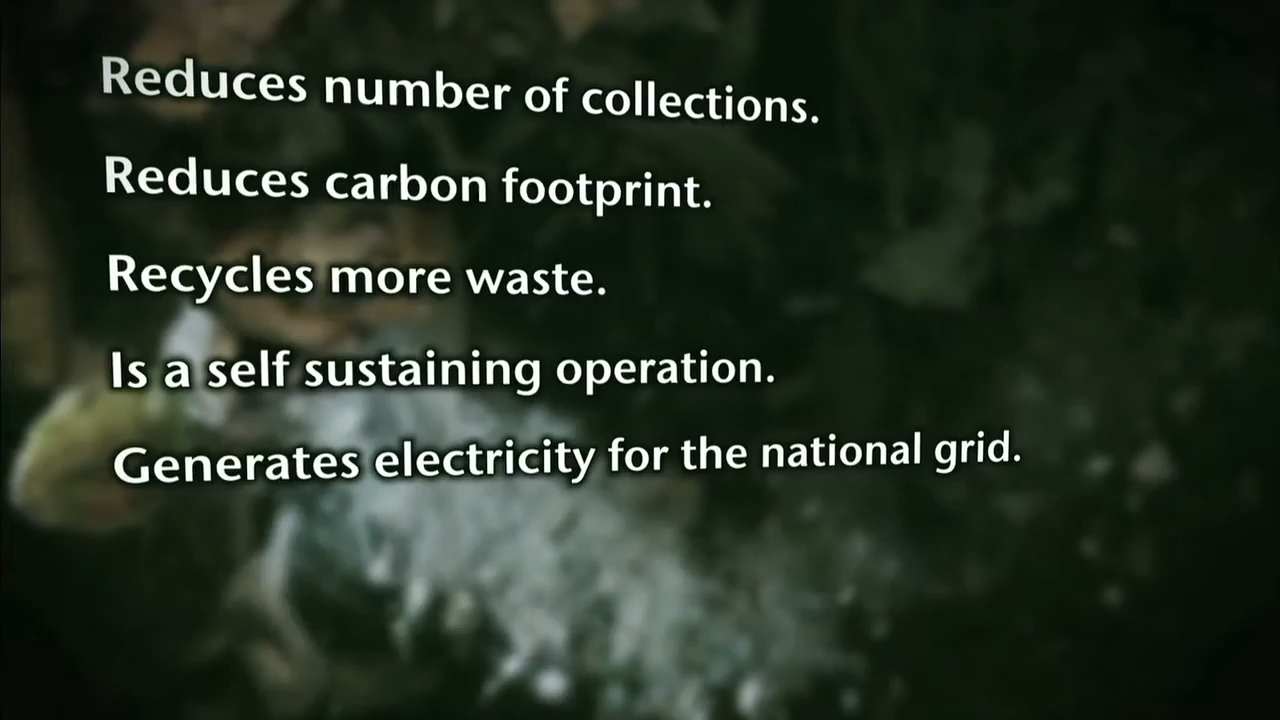 Reduces number of collections.
Reduces carbon footprint.
Recycles more waste.
Is a self sustaining operation.
Generates electricity for the national grid.